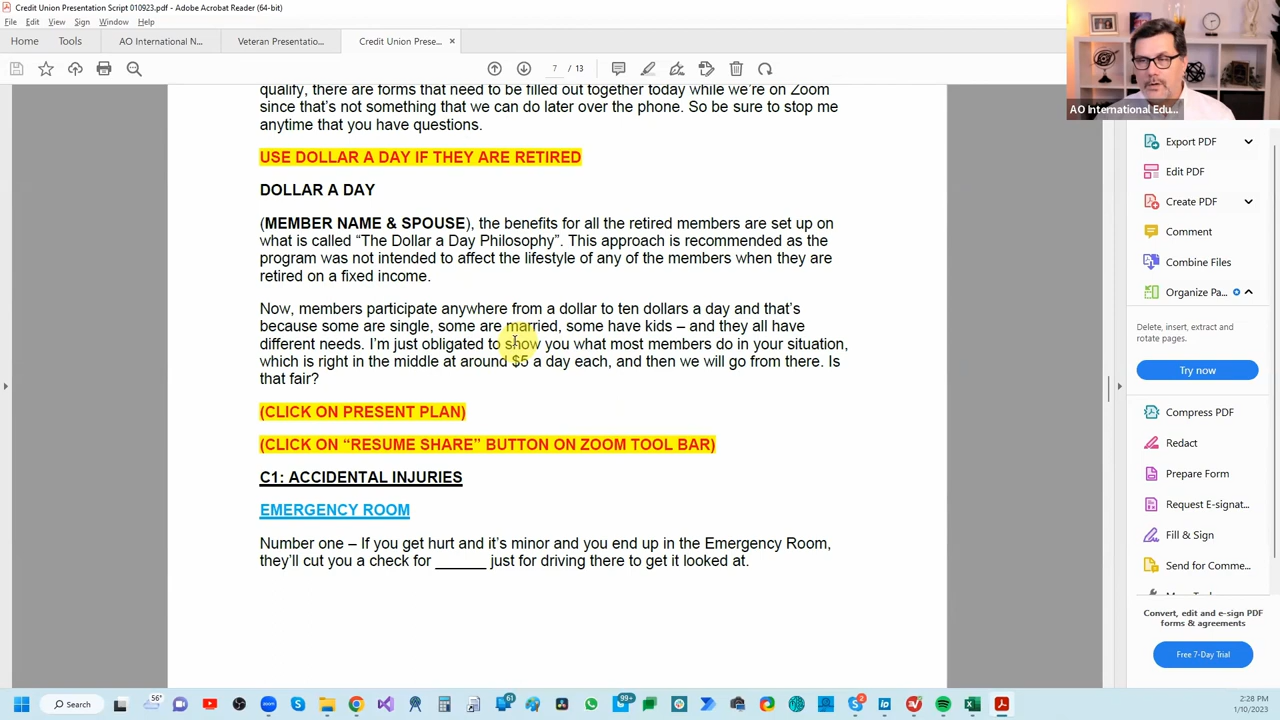 Credit Union Presentation Script 010923.pdf - Adobe Acrobat Reader (64-bit)
File Edit View Sign Window Help
Home Tools AO International N... Veteran Presentatio... Credit Union Prese... ×
7 / 13
AO International Edu...
qualify, there are forms that need to be filled out together today while we're on Zoom
since that's not something that we can do later over the phone. So be sure to stop me
anytime that you have questions.
USE DOLLAR A DAY IF THEY ARE RETIRED
DOLLAR A DAY
(MEMBER NAME & SPOUSE), the benefits for all the retired members are set up on
what is called “The Dollar a Day Philosophy”. This approach is recommended as the
program was not intended to affect the lifestyle of any of the members when they are
retired on a fixed income.
Now, members participate anywhere from a dollar to ten dollars a day and that's
because some are single, some are married, some have kids – and they all have
different needs. I'm just obligated to show you what most members do in your situation,
which is right in the middle at around $5 a day each, and then we will go from there. Is
that fair?
(CLICK ON PRESENT PLAN)
(CLICK ON “RESUME SHARE” BUTTON ON ZOOM TOOL BAR)
C1: ACCIDENTAL INJURIES
EMERGENCY ROOM
Number one – If you get hurt and it's minor and you end up in the Emergency Room,
they'll cut you a check for ______ just for driving there to get it looked at.
Export PDF
Edit PDF
Create PDF
Comment
Combine Files
Organize Pa...
Delete, insert, extract and
rotate pages.
Try now
Compress PDF
Redact
Prepare Form
Request E-signat...
Fill & Sign
Send for Comme...
Convert, edit and e-sign PDF
forms & agreements
Free 7-Day Trial
Search
56°
61
99+
2
2:28 PM
1/10/2023